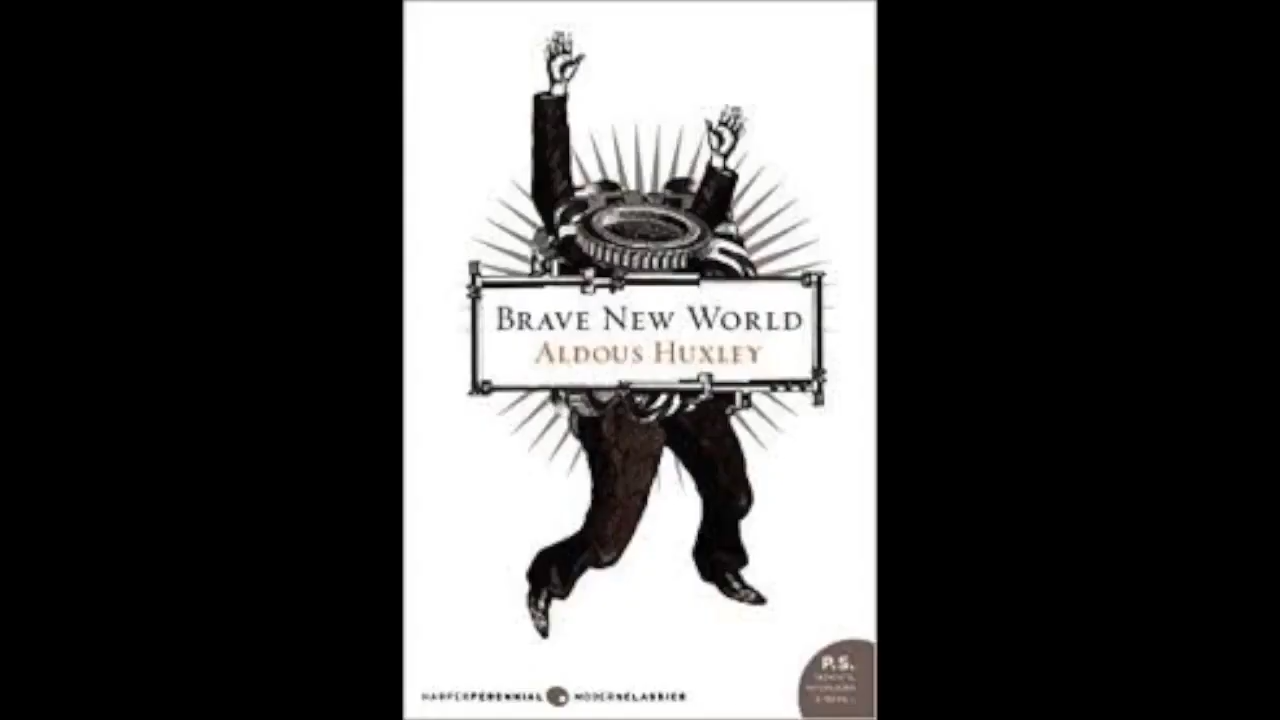 BRAVE NEW WORLD
ALDOUS HUXLEY
HARPERPERENNIAL MODERNCLASSICS
P.S.